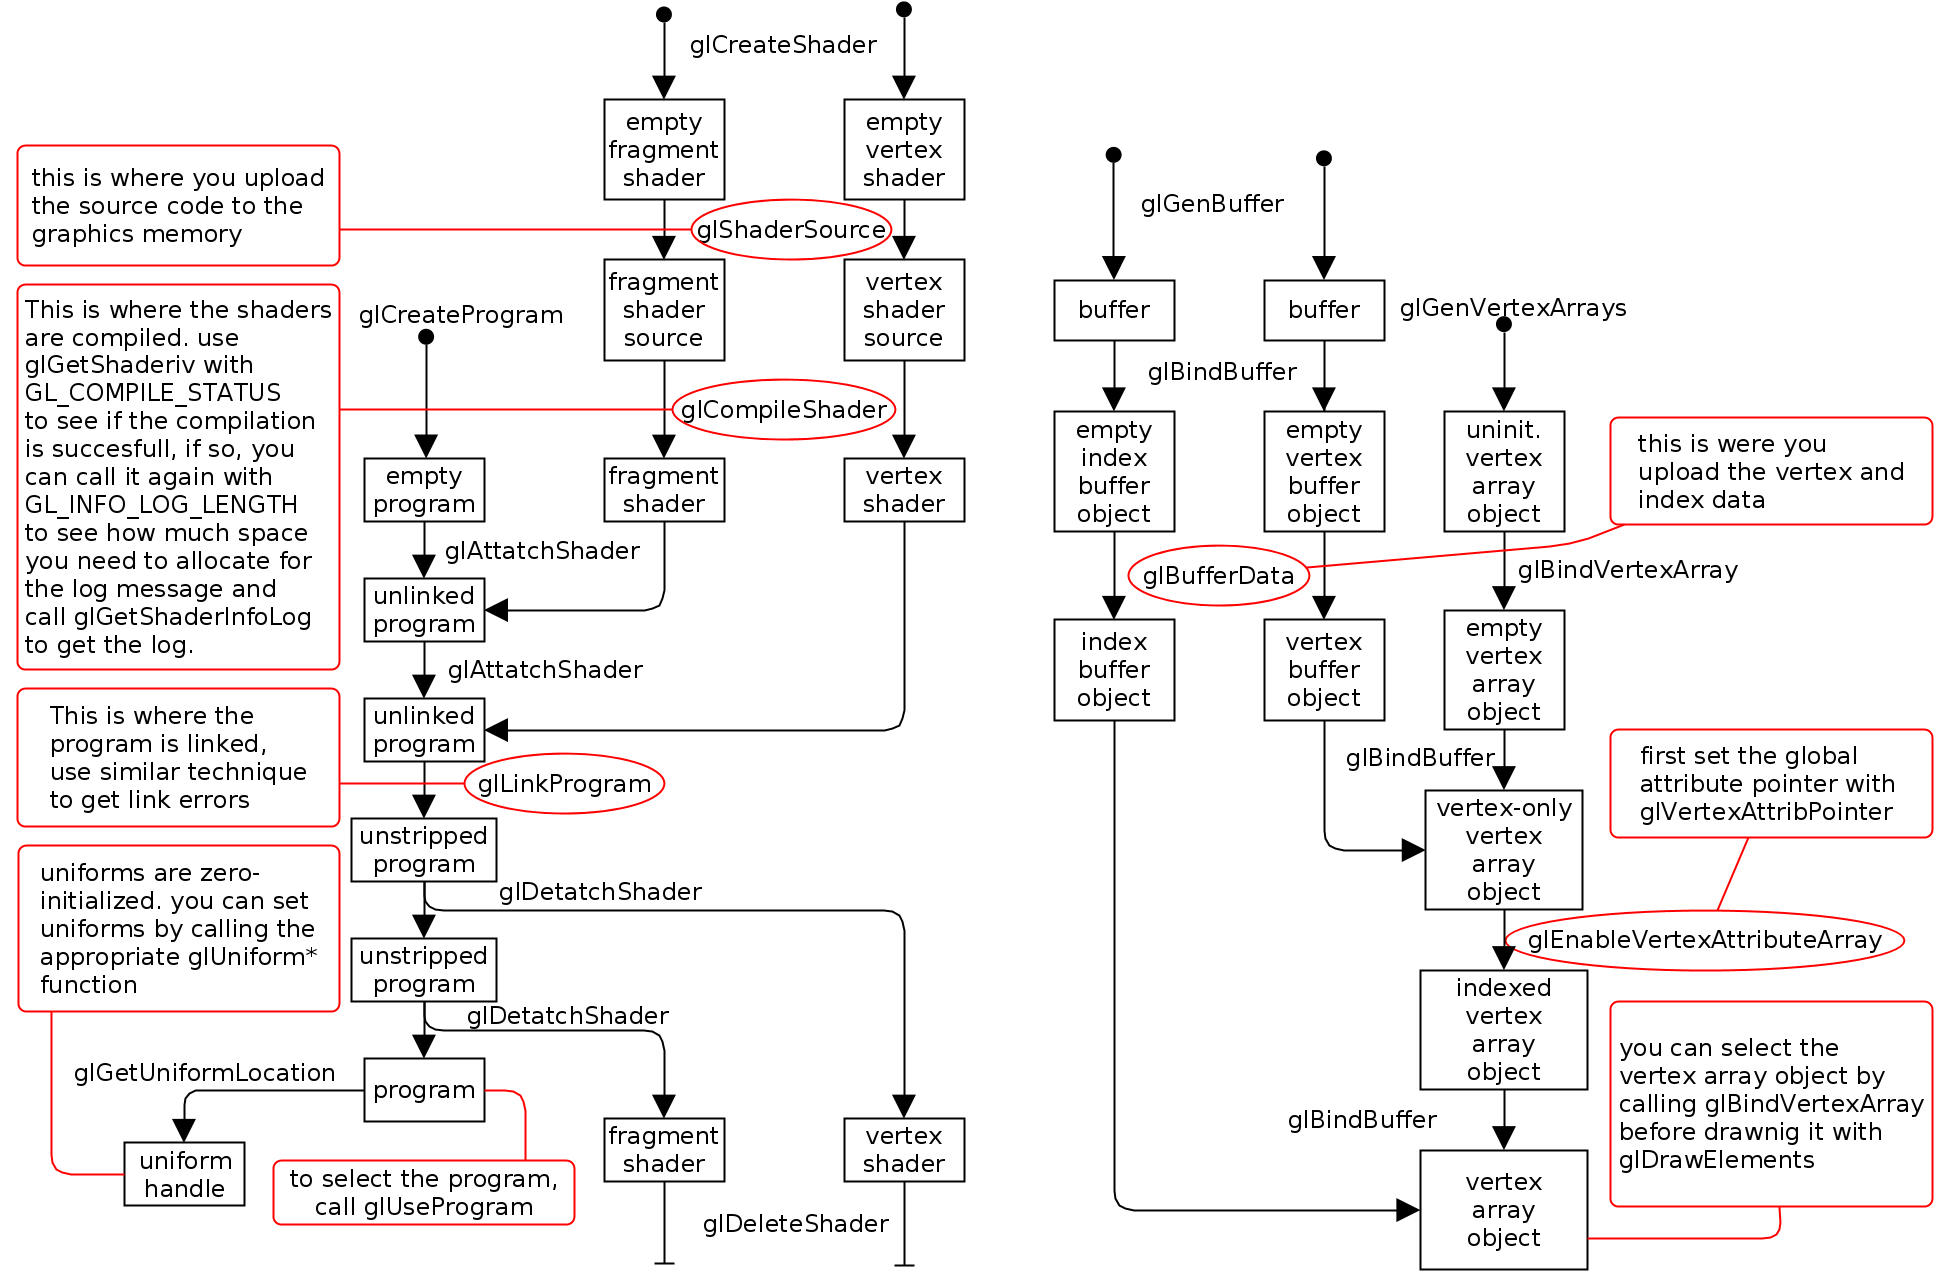 glCreateShader
empty
fragment
shader
empty
vertex
shader
this is where you upload
the source code to the
graphics memory
glShaderSource
fragment
shader
source
vertex
shader
source
This is where the shaders
are compiled. use
glGetShaderiv with
GL_COMPILE_STATUS
to see if the compilation
is succesfull, if so, you
can call it again with
GL_INFO_LOG_LENGTH
to see how much space
you need to allocate for
the log message and
call glGetShaderInfoLog
to get the log.
glCreateProgram
glCompileShader
empty
program
fragment
shader
vertex
shader
glAttatchShader
unlinked
program
glAttatchShader
unlinked
program
This is where the
program is linked,
use similar technique
to get link errors
glLinkProgram
unstripped
program
glDetatchShader
uniforms are zero-
initialized. you can set
uniforms by calling the
appropriate glUniform*
function
unstripped
program
glDetatchShader
glGetUniformLocation
program
uniform
handle
to select the program,
call glUseProgram
fragment
shader
vertex
shader
glDeleteShader
glGenBuffer
buffer
buffer
glGenVertexArrays
glBindBuffer
empty
index
buffer
object
empty
vertex
buffer
object
uninit.
vertex
array
object
this is were you
upload the vertex and
index data
glBufferData
glBindVertexArray
index
buffer
object
vertex
buffer
object
empty
vertex
array
object
glBindBuffer
first set the global
attribute pointer with
glVertexAttribPointer
vertex-only
vertex
array
object
glEnableVertexAttributeArray
indexed
vertex
array
object
you can select the
vertex array object by
calling glBindVertexArray
before drawnig it with
glDrawElements
glBindBuffer
vertex
array
object